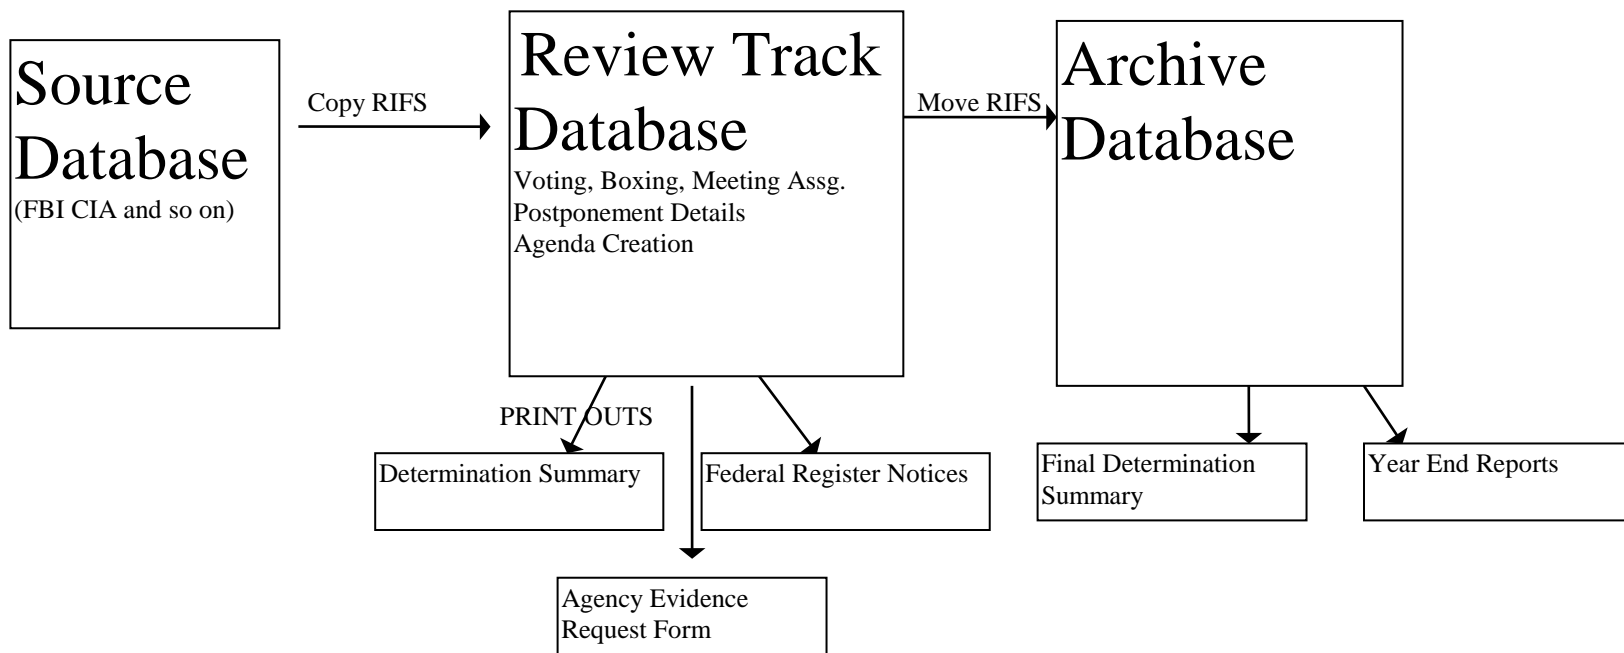 Source
Database
(FBI CIA and so on)
Copy RIFS
Review Track
Database
Voting, Boxing, Meeting Assg.
Postponement Details
Agenda Creation
Move RIFS
Archive
Database
PRINT OUTS
Determination Summary
Federal Register Notices
Agency Evidence
Request Form
Final Determination
Summary
Year End Reports